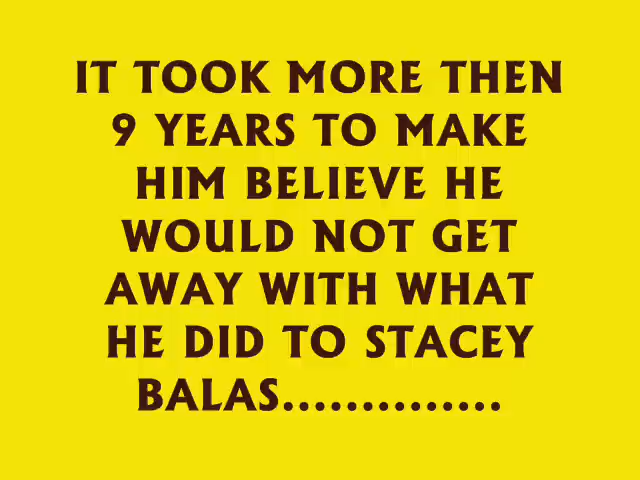 IT TOOK MORE THEN
9 YEARS TO MAKE
HIM BELIEVE HE
WOULD NOT GET
AWAY WITH WHAT
HE DID TO STACEY
BALAS..............